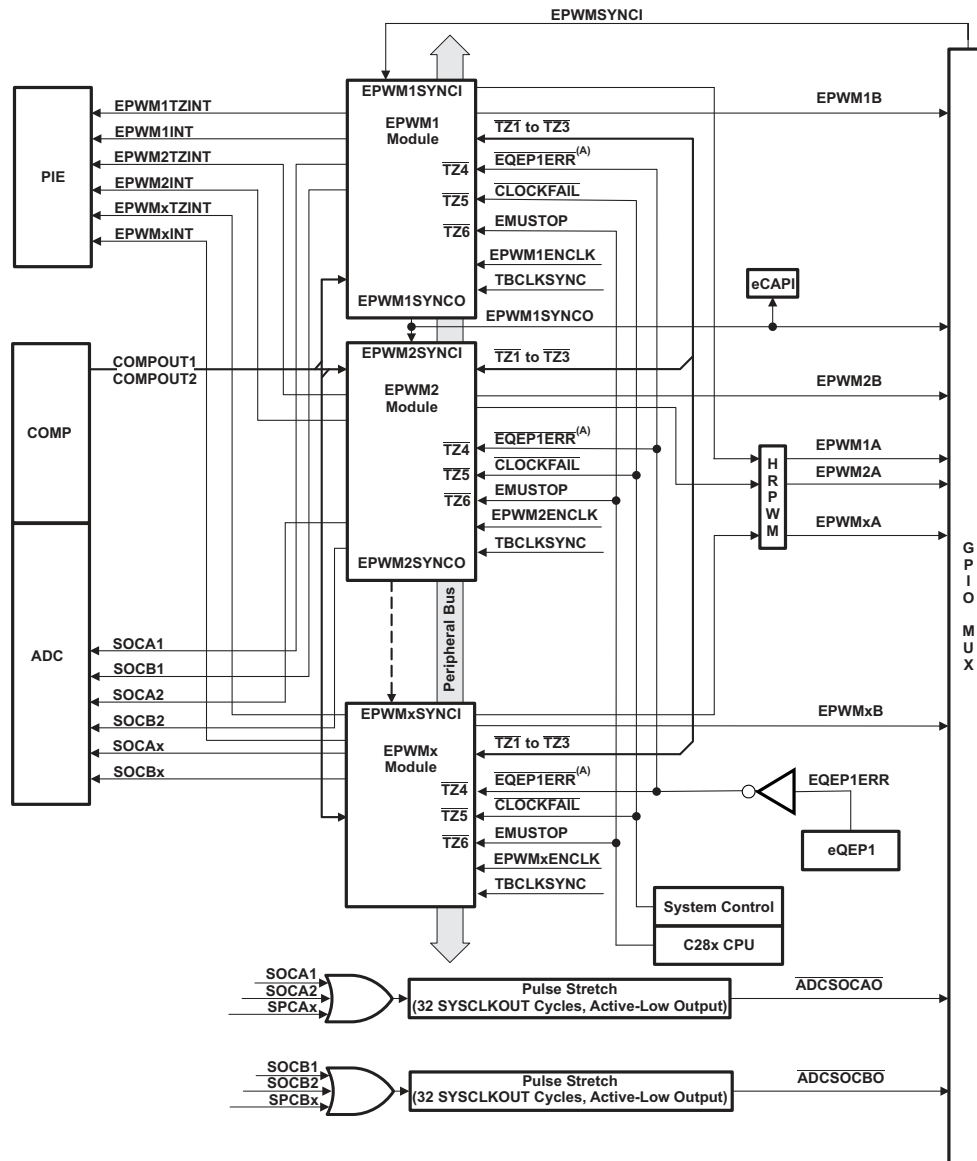 EPWMSYNCI
EPWM1SYNCI
EPWM1
Module
TZ4
TZ5
TZ6
EPWM1SYNCO
EPWM1TZINT
EPWM1INT
EPWM2TZINT
EPWM2INT
EPWMxTZINT
EPWMxINT
PIE
EPWM1B
TZ1 to TZ3
EQEP1ERR(A)
CLOCKFAIL
EMUSTOP
EPWM1ENCLK
TBCLKSYNC
eCAPI
EPWM1SYNCO
COMPOUT1
COMPOUT2
COMP
EPWM2SYNCI
EPWM2
Module
TZ4
TZ5
TZ6
EPWM2SYNCO
TZ1 to TZ3
EPWM2B
EQEP1ERR(A)
CLOCKFAIL
EMUSTOP
EPWM2ENCLK
TBCLKSYNC
HRPWM
EPWM1A
EPWM2A
EPWMxA
GPIO MUX
Peripheral Bus
ADC
SOCA1
SOCB1
SOCA2
SOCB2
SOCAx
SOCBx
EPWMxSYNCI
EPWMx
Module
TZ4
TZ5
TZ6
EPWMxB
TZ1 to TZ3
EQEP1ERR(A)
CLOCKFAIL
EMUSTOP
EPWMxENCLK
TBCLKSYNC
EQEP1ERR
eQEP1
System Control
C28x CPU
SOCA1
SOCA2
SPCAx
Pulse Stretch
(32 SYSCLKOUT Cycles, Active-Low Output)
ADCSOCAO
SOCB1
SOCB2
SPCBx
Pulse Stretch
(32 SYSCLKOUT Cycles, Active-Low Output)
ADCSOCBO